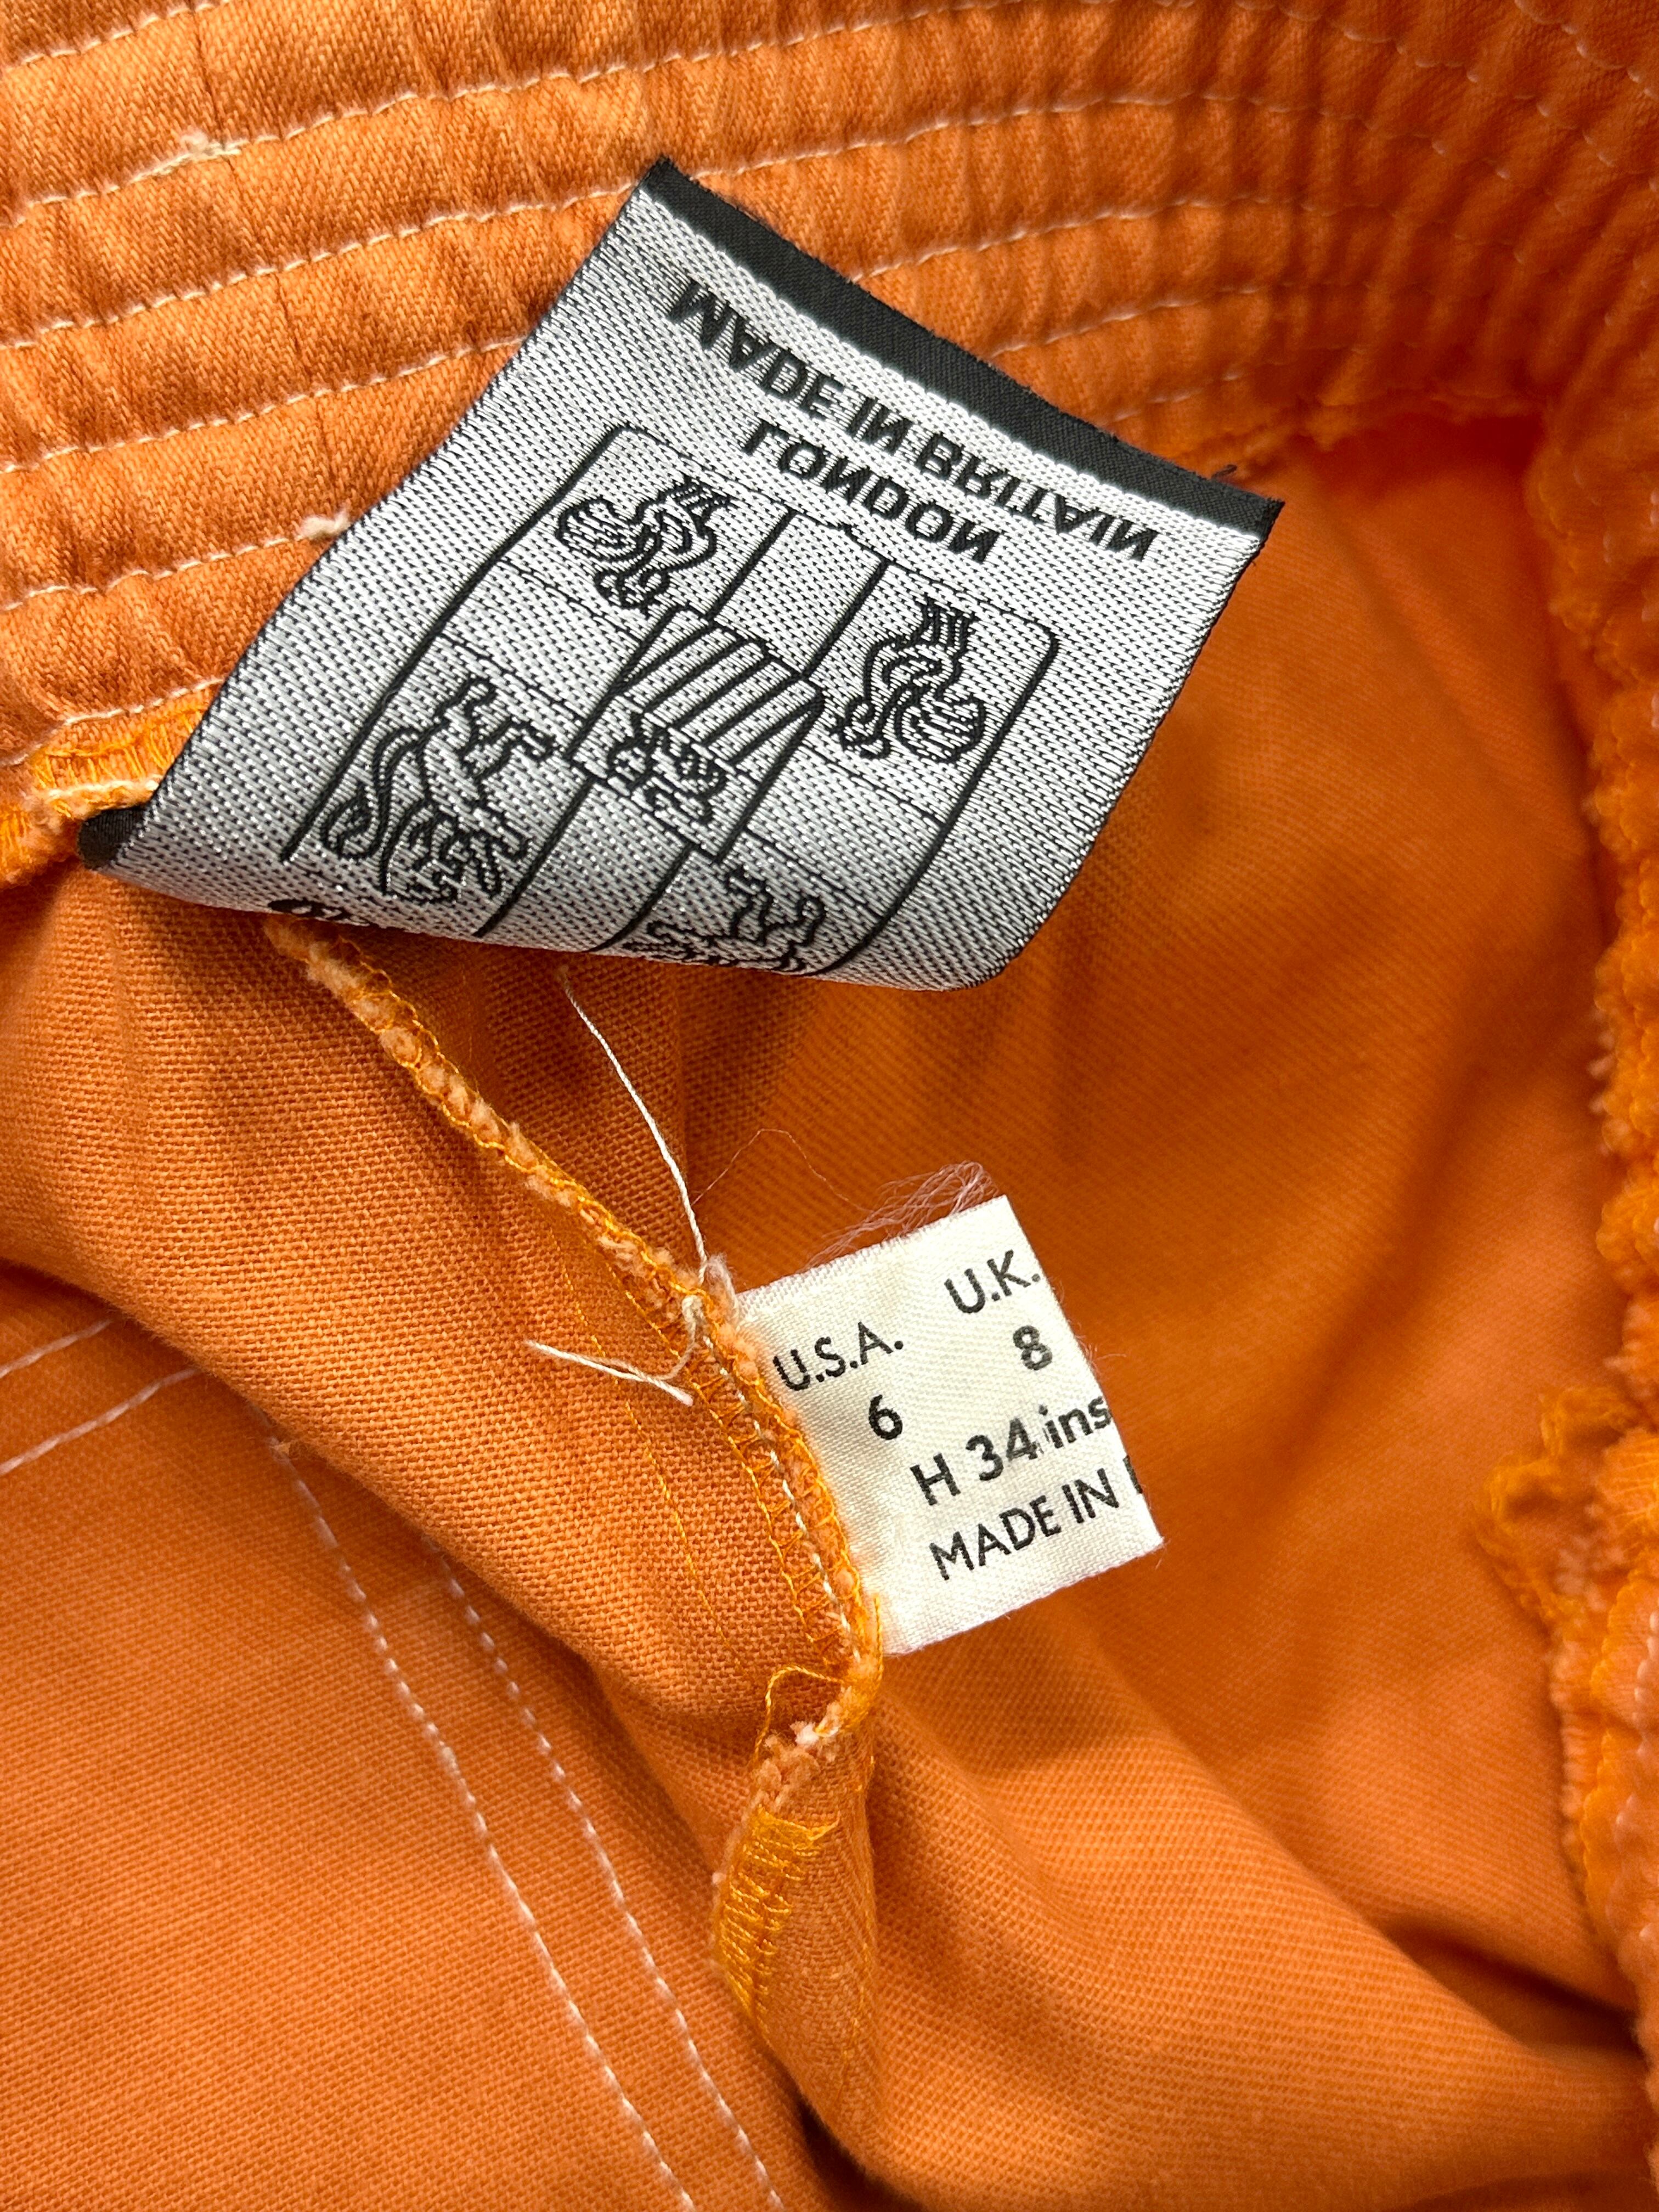 MADE IN BRITAIN
LONDON
U.S.A. U.K.
6 8
H 34 ins
MADE IN